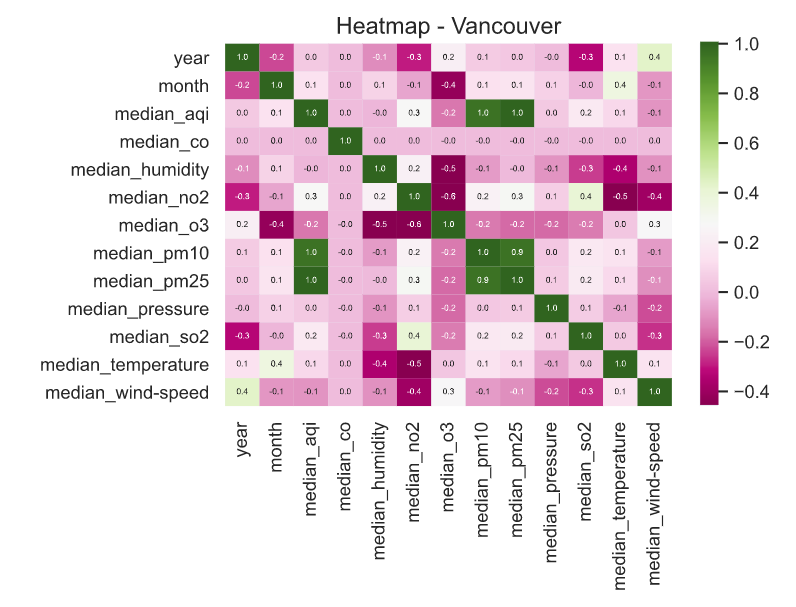 Heatmap - Vancouver
year 1.0 -0.2 0.0 0.0 -0.1 -0.3 0.2 0.1 0.0 -0.0 -0.3 0.1 0.4
month -0.2 1.0 0.1 0.0 0.1 -0.1 -0.4 0.1 0.1 0.1 -0.0 0.4 -0.1
median_aqi 0.0 0.1 1.0 0.0 -0.0 0.3 -0.2 1.0 1.0 0.0 0.2 0.1 -0.1
median_co 0.0 0.0 0.0 1.0 0.0 0.0 -0.0 -0.0 -0.0 -0.0 -0.0 0.0 0.0
median_humidity -0.1 0.1 -0.0 0.0 1.0 0.2 -0.5 -0.1 -0.0 -0.1 -0.3 -0.4 -0.1
median_no2 -0.3 -0.1 0.3 0.0 0.2 1.0 -0.6 0.2 0.3 0.1 0.4 -0.5 -0.4
median_o3 0.2 -0.4 -0.2 -0.0 -0.5 -0.6 1.0 -0.2 -0.2 -0.2 -0.2 0.0 0.3
median_pm10 0.1 0.1 1.0 -0.0 -0.1 0.2 -0.2 1.0 0.9 0.0 0.2 0.1 -0.1
median_pm25 0.0 0.1 1.0 -0.0 -0.0 0.3 -0.2 0.9 1.0 0.1 0.2 0.1 -0.1
median_pressure -0.0 0.1 0.0 -0.0 -0.1 0.1 -0.2 0.0 0.1 1.0 0.1 -0.1 -0.2
median_so2 -0.3 -0.0 0.2 -0.0 -0.3 0.4 -0.2 0.2 0.2 0.1 1.0 0.0 -0.3
median_temperature 0.1 0.4 0.1 0.0 -0.4 -0.5 0.0 0.1 0.1 -0.1 0.0 1.0 0.1
median_wind-speed 0.4 -0.1 -0.1 0.0 -0.1 -0.4 0.3 -0.1 -0.1 -0.2 -0.3 0.1 1.0
year
month
median_aqi
median_co
median_humidity
median_no2
median_o3
median_pm10
median_pm25
median_pressure
median_so2
median_temperature
median_wind-speed
1.0
0.8
0.6
0.4
0.2
0.0
−0.2
−0.4